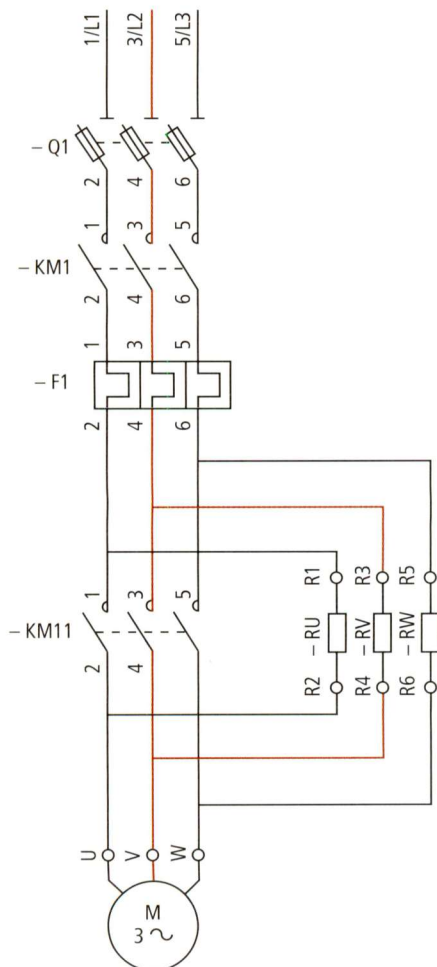 1/L1 3/L2 5/L3
– Q1
2 4 6
1 3 5
– KM1
2 4 6
1 3 5
– F1
2 4 6
R1 R3 R5
1 3 5
– KM11
– RU – RV – RW
2 4
R2 R4 R6
U V W
M
3 ~